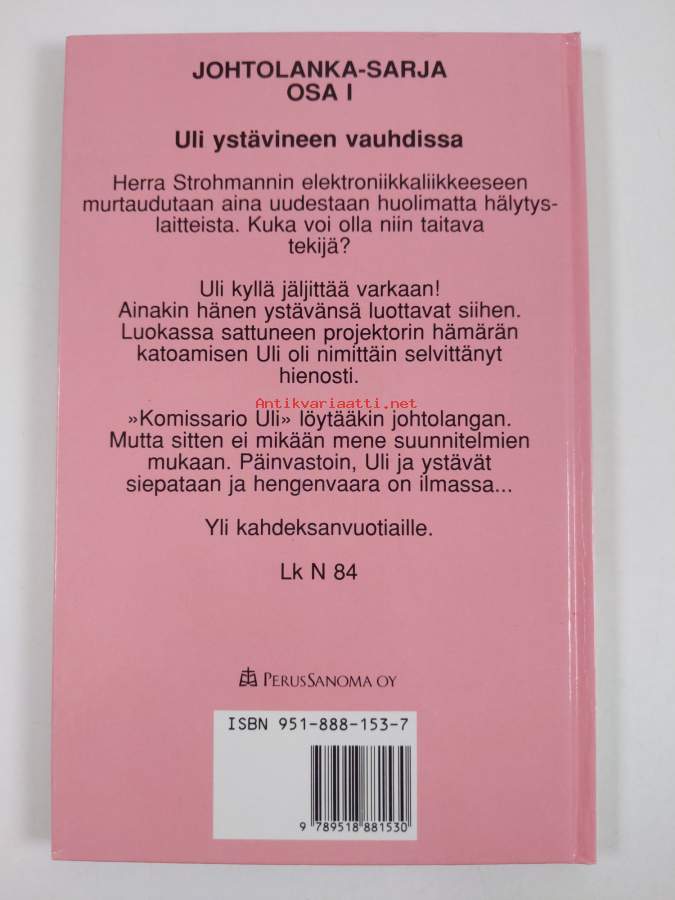 JOHTOLANKA-SARJA
OSA I
Uli ystävineen vauhdissa
Herra Strohmannin elektroniikkaliikkeeseen
murtaudutaan aina uudestaan huolimatta hälytys-
laitteista. Kuka voi olla niin taitava
tekijä?
Uli kyllä jäljittää varkaan!
Ainakin hänen ystävänsä luottavat siihen.
Luokassa sattuneen projektorin hämärän
katoamisen Uli oli nimittäin selvittänyt
hienosti.
Antikvariaatti.net
»Komissario Uli» löytääkin johtolangan.
Mutta sitten ei mikään mene suunnitelmien
mukaan. Päinvastoin, Uli ja ystävät
siepataan ja hengenvaara on ilmassa...
Yli kahdeksanvuotiaille.
Lk N 84
PERUSSANOMA OY
ISBN 951-888-153-7
9 789518 881530